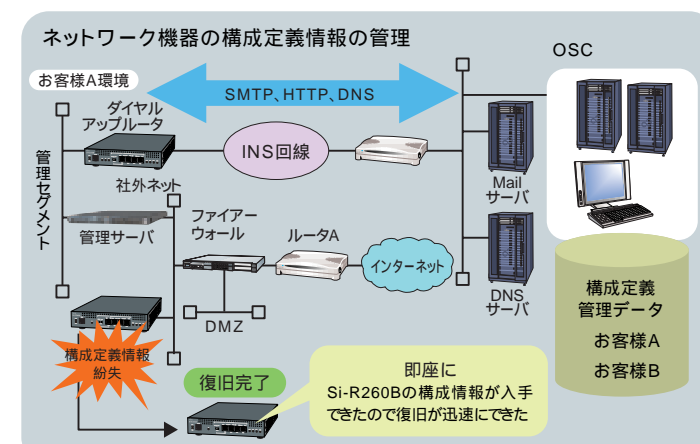 ネットワーク機器の構成定義情報の管理
OSC
お客様A環境
SMTP、HTTP、DNS
ダイヤル
アップルータ
INS回線
管理セグメント
社外ネット
Mail
サーバ
管理サーバ
ファイアー
ウォール
ルータA
インターネット
DNS
サーバ
DMZ
構成定義
管理データ
お客様A
お客様B
構成定義情報
紛失
復旧完了
即座に
Si-R260Bの構成情報が入手
できたので復旧が迅速にできた